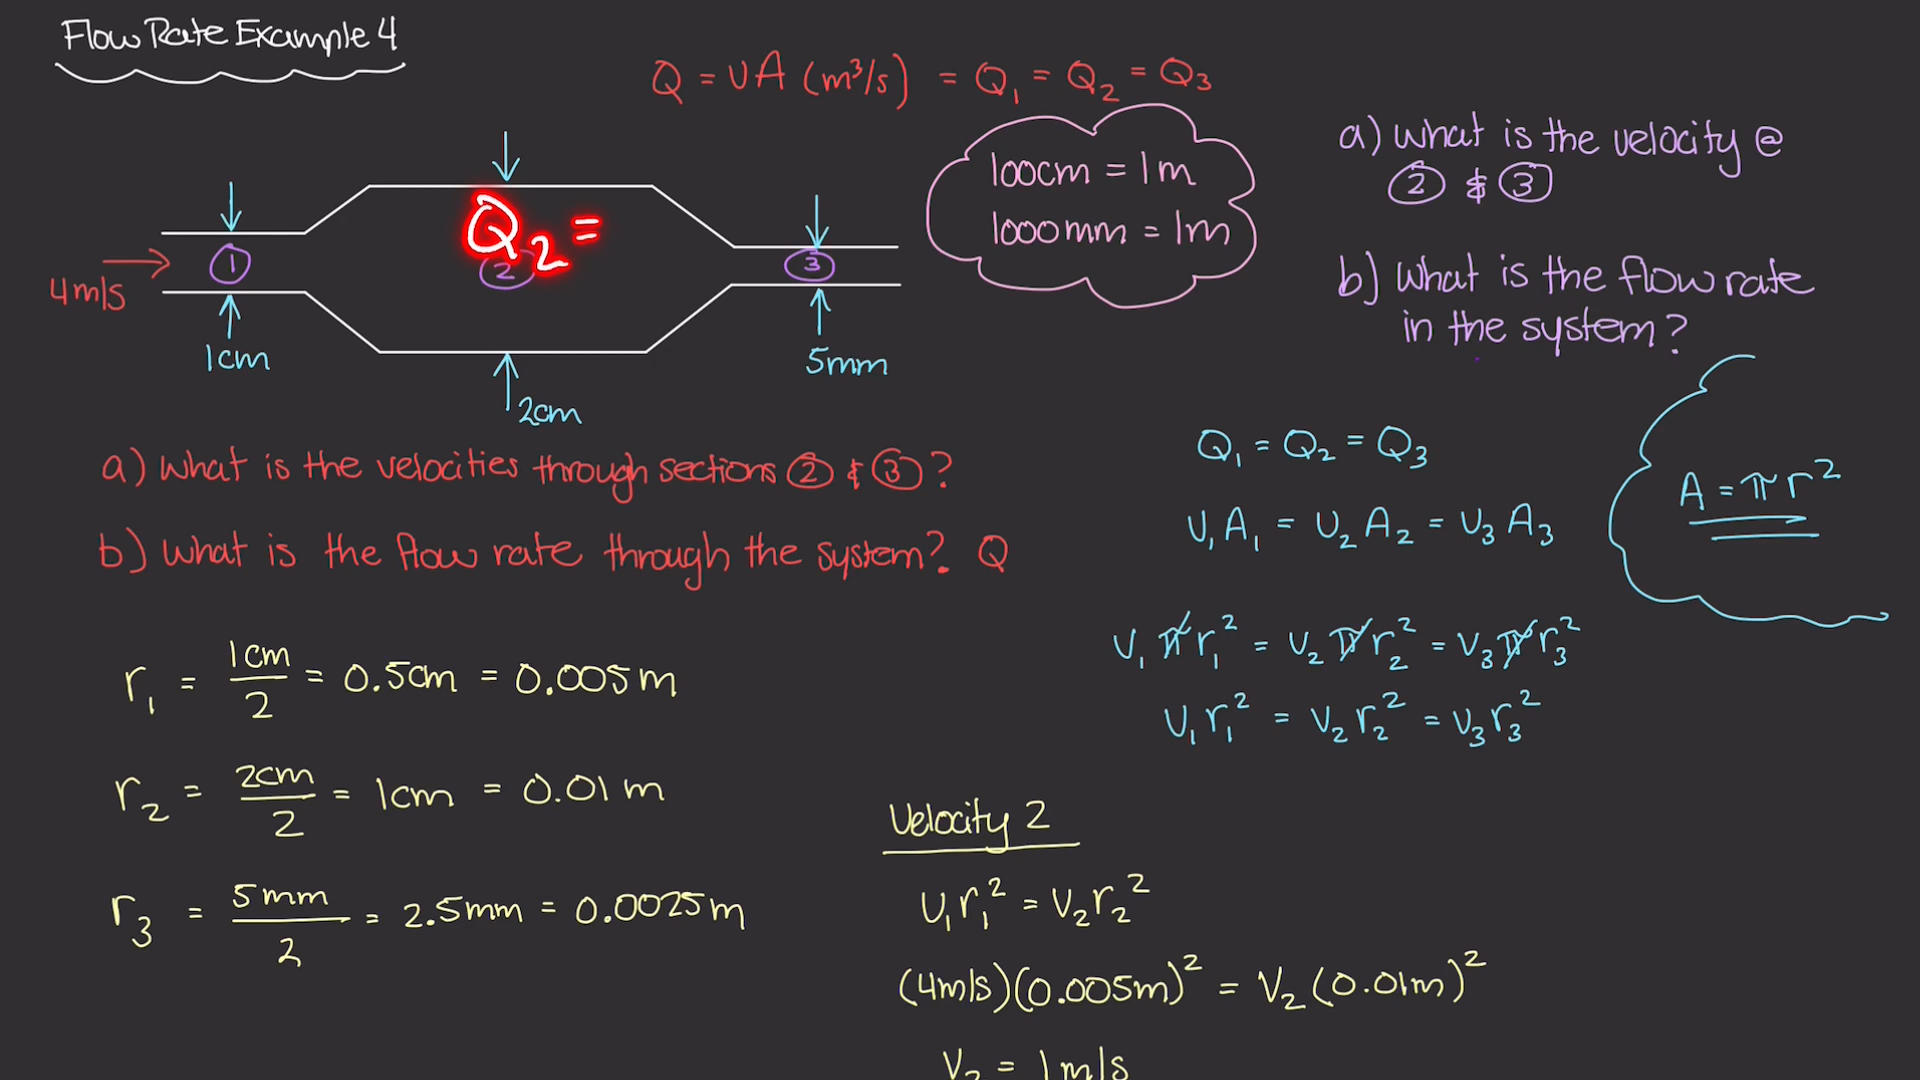 Flow Rate Example 4
Q = vA (m³/s) = Q₁ = Q₂ = Q₃
100cm = 1m
1000mm = 1m
a) What is the velocity @
② & ③
b) What is the flow rate
in the system?
Q₂ =
4m/s
①
②
③
1cm
2cm
5mm
a) What is the velocities through sections ② & ③?
b) What is the flow rate through the system? Q
Q₁ = Q₂ = Q₃
v₁A₁ = v₂A₂ = v₃A₃
A = πr²
v₁πr₁² = v₂πr₂² = v₃πr₃²
v₁r₁² = v₂r₂² = v₃r₃²
r₁ = 1cm/2 = 0.5cm = 0.005m
r₂ = 2cm/2 = 1cm = 0.01m
r₃ = 5mm/2 = 2.5mm = 0.0025m
Velocity 2
v₁r₁² = v₂r₂²
(4m/s)(0.005m)² = v₂(0.01m)²
v₂ = 1m/s